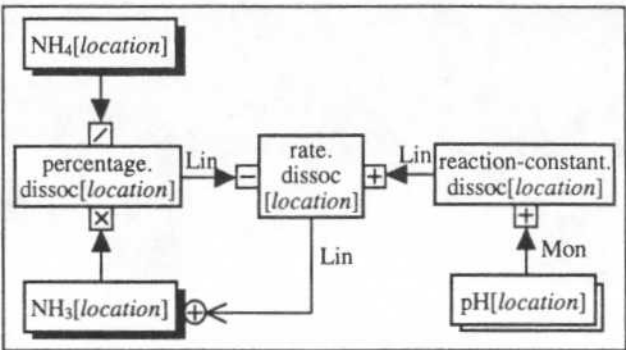 NH₄[location]
/
percentage.
dissoc[location]
×
Lin
−
rate.
dissoc
[location]
+
Lin
reaction-constant.
dissoc[location]
+
Mon
Lin
NH₃[location]
+
pH[location]